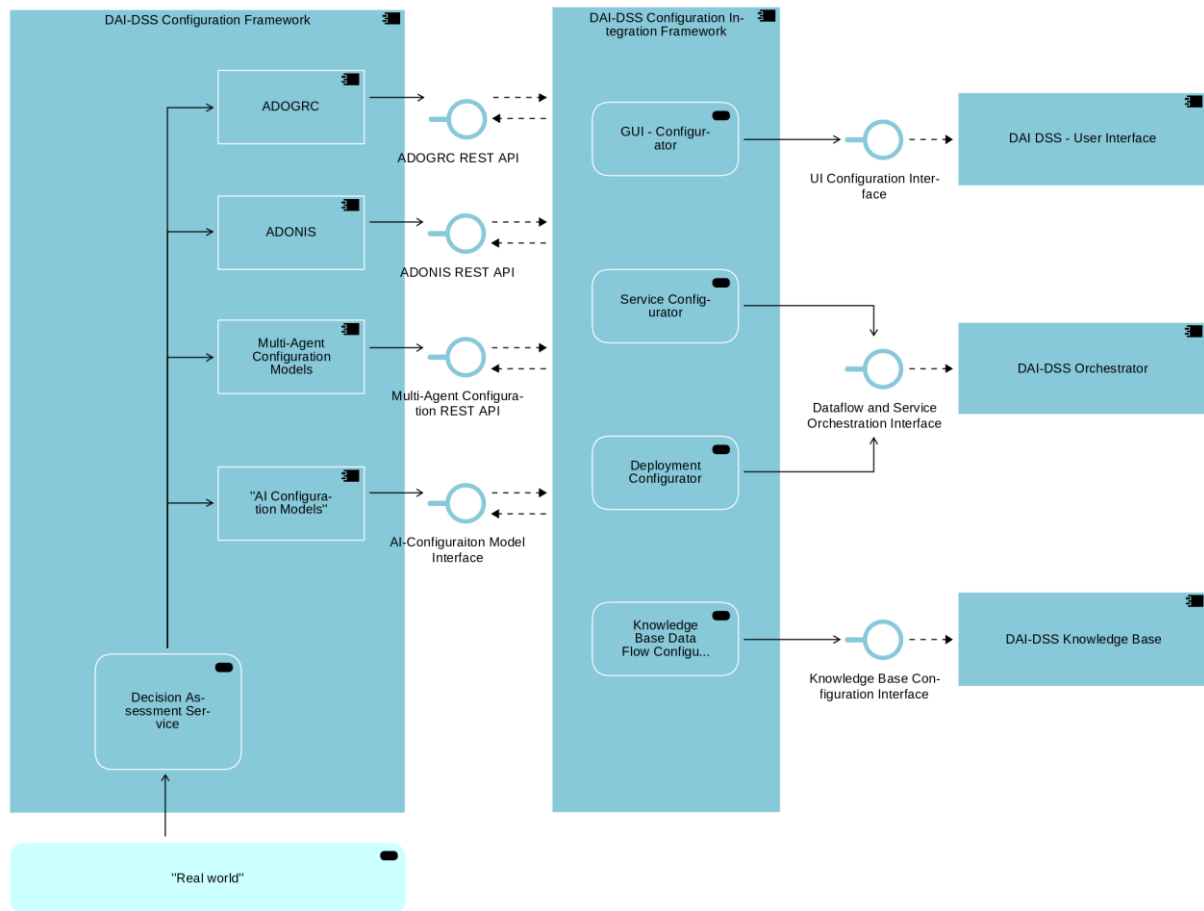 DAI-DSS Configuration Framework
ADOGRC
ADOGRC REST API
ADONIS
ADONIS REST API
Multi-Agent
Configuration
Models
Multi-Agent Configura-
tion REST API
"AI Configura-
tion Models"
AI-Configuraiton Model
Interface
Decision As-
sessment Ser-
vice
"Real world"
DAI-DSS Configuration In-
tegration Framework
GUI - Configur-
ator
UI Configuration Inter-
face
DAI DSS - User Interface
Service Config-
urator
Dataflow and Service
Orchestration Interface
DAI-DSS Orchestrator
Deployment
Configurator
Knowledge
Base Data
Flow Configu...
Knowledge Base Con-
figuration Interface
DAI-DSS Knowledge Base